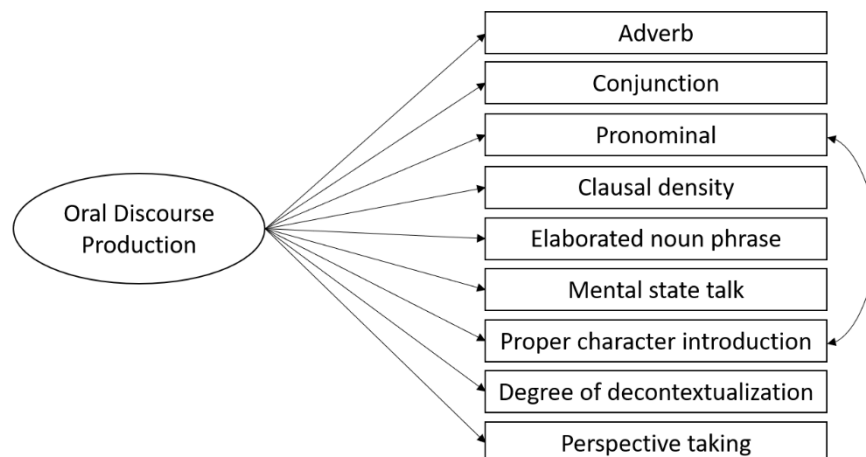 Oral Discourse
Production
Adverb
Conjunction
Pronominal
Clausal density
Elaborated noun phrase
Mental state talk
Proper character introduction
Degree of decontextualization
Perspective taking